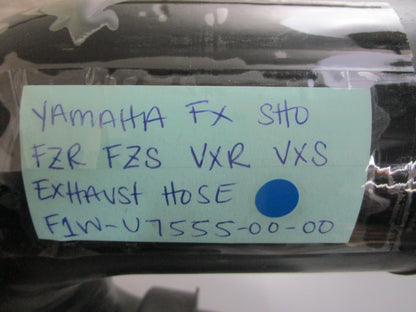 YAMAHA FX SHO
FZR FZS VXR VXS
EXHAUST HOSE
F1W-U7555-00-00